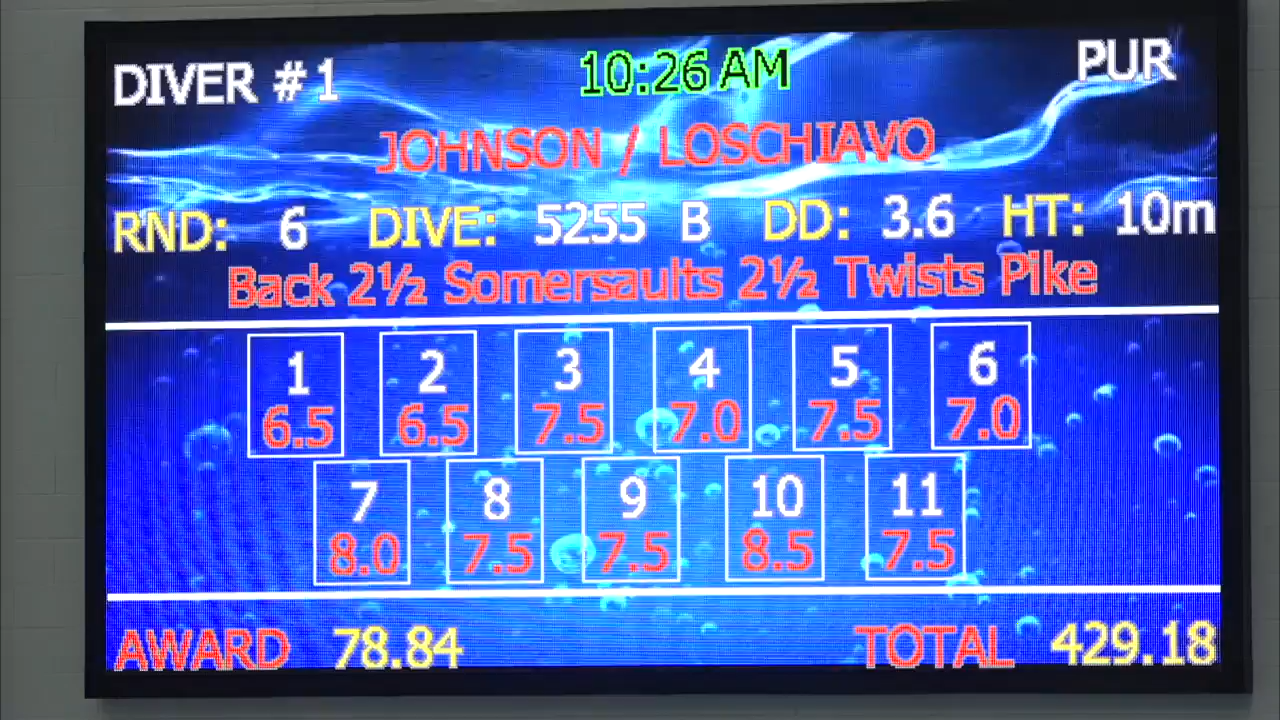 DIVER #1 10:26 AM PUR
JOHNSON / LOSCHIAVO
RND: 6 DIVE: 5255 B DD: 3.6 HT: 10m
Back 2½ Somersaults 2½ Twists Pike
1 2 3 4 5 6
6.5 6.5 7.5 7.0 7.5 7.0
7 8 9 10 11
8.0 7.5 7.5 8.5 7.5
AWARD 78.84 TOTAL 429.18